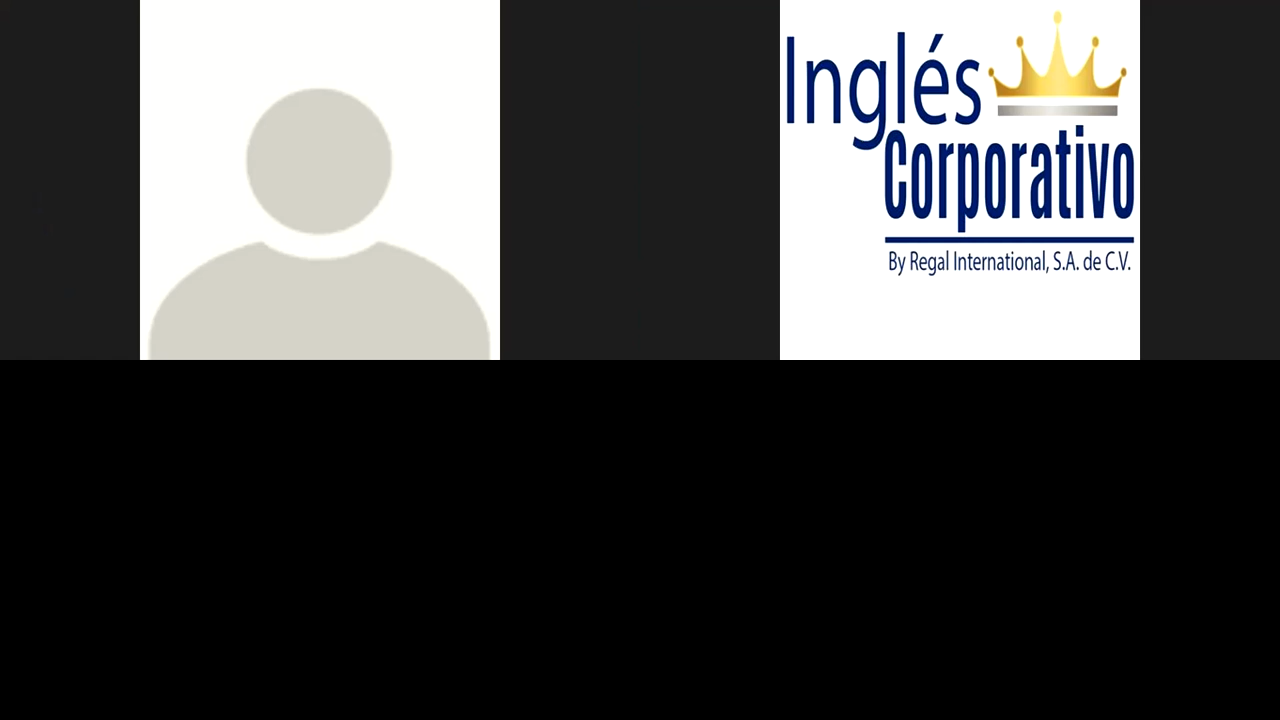 Inglés
Corporativo
By Regal International, S.A. de C.V.